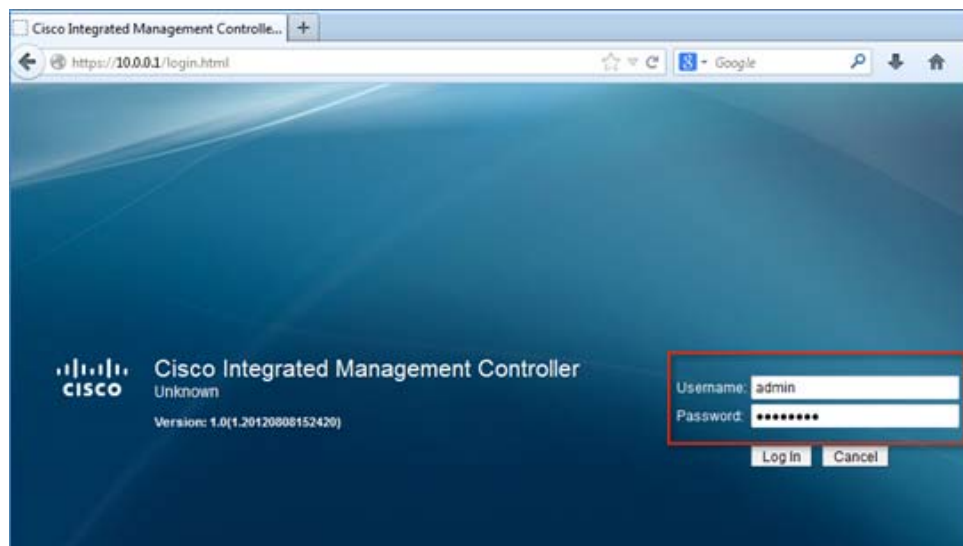 Cisco Integrated Management Controlle...
https://10.0.0.1/login.html
Google
CISCO
Cisco Integrated Management Controller
Unknown
Version: 1.0(1.20120808152420)
Username: admin
Password: ••••••••
Log In Cancel